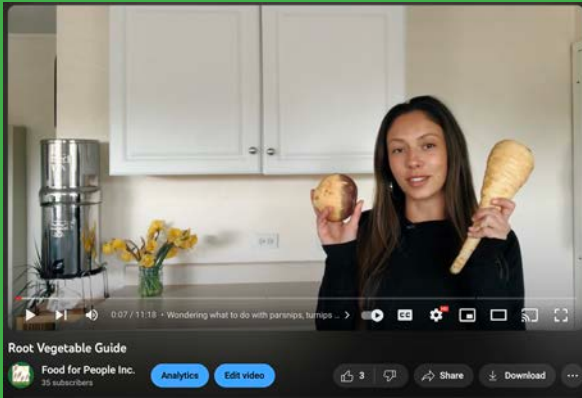 0:07 / 11:18 • Wondering what to do with parsnips, turnips ...
CC
Root Vegetable Guide
Food for People Inc.
35 subscribers
Analytics
Edit video
3
Share
Download